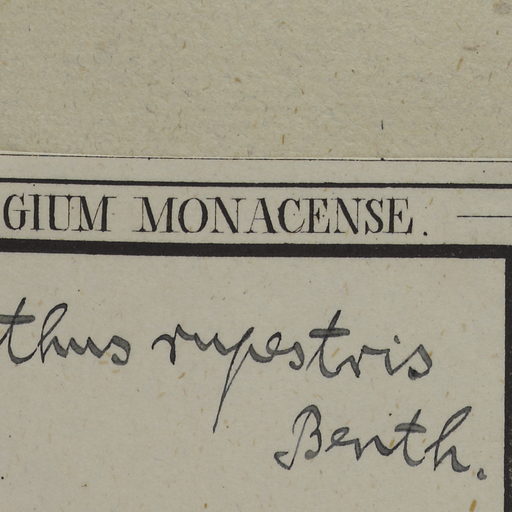 GIUM MONACENSE.
thus rupestris
Benth.